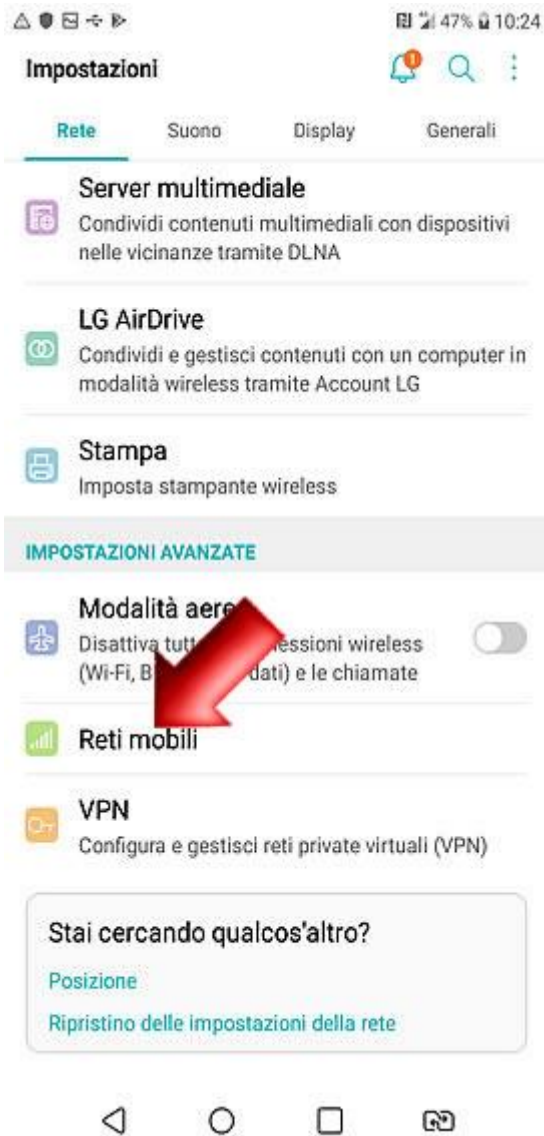 47% 10:24
Impostazioni
1
Rete Suono Display Generali
Server multimediale
Condividi contenuti multimediali con dispositivi
nelle vicinanze tramite DLNA
LG AirDrive
Condividi e gestisci contenuti con un computer in
modalità wireless tramite Account LG
Stampa
Imposta stampante wireless
IMPOSTAZIONI AVANZATE
Modalità
Disattiva wireless
(Wi-Fi, dati) e le chiamate
Reti mobili
VPN
Configura e gestisci reti private virtuali (VPN)
Stai cercando qualcos'altro?
Posizione
Ripristino delle impostazioni della rete